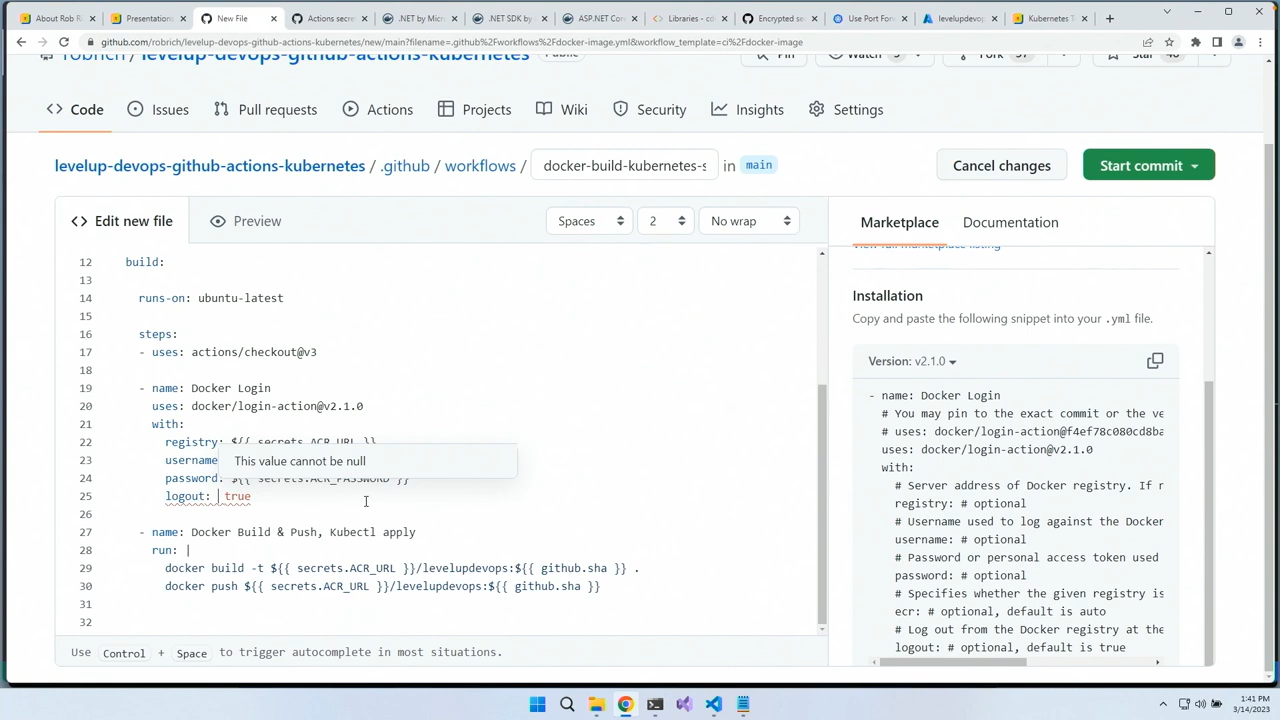 About Rob Ri
Presentations
New File
Actions secre
.NET by Micro
.NET SDK by
ASP.NET Cor
Libraries - cd
Encrypted se
Use Port Forw
levelupdevop
Kubernetes T
github.com/robrich/levelup-devops-github-actions-kubernetes/new/main?filename=.github%2Fworkflows%2Fdocker-image.yml&workflow_template=ci%2Fdocker-image
robrich / levelup-devops-github-actions-kubernetes Public
Pin
Watch
Fork 37
Star 40
Code
Issues
Pull requests
Actions
Projects
Wiki
Security
Insights
Settings
levelup-devops-github-actions-kubernetes / .github / workflows / docker-build-kubernetes-s in main
Cancel changes
Start commit
Edit new file
Preview
Spaces
2
No wrap
12 build:
13
14 runs-on: ubuntu-latest
15
16 steps:
17 - uses: actions/checkout@v3
18
19 - name: Docker Login
20 uses: docker/login-action@v2.1.0
21 with:
22 registry: ${{ secrets.ACR_URL }}
23 username
This value cannot be null
24 password: ${{ secrets.ACR_PASSWORD }}
25 logout: true
26
27 - name: Docker Build & Push, Kubectl apply
28 run: |
29 docker build -t ${{ secrets.ACR_URL }}/levelupdevops:${{ github.sha }} .
30 docker push ${{ secrets.ACR_URL }}/levelupdevops:${{ github.sha }}
31
32
Use Control + Space to trigger autocomplete in most situations.
Marketplace
Documentation
View full marketplace listing
Installation
Copy and paste the following snippet into your .yml file.
Version: v2.1.0
- name: Docker Login
# You may pin to the exact commit or the ve
# uses: docker/login-action@f4ef78c080cd8ba
uses: docker/login-action@v2.1.0
with:
# Server address of Docker registry. If n
registry: # optional
# Username used to log against the Docker
username: # optional
# Password or personal access token used
password: # optional
# Specifies whether the given registry is
ecr: # optional, default is auto
# Log out from the Docker registry at the
logout: # optional, default is true
1:41 PM
3/14/2023